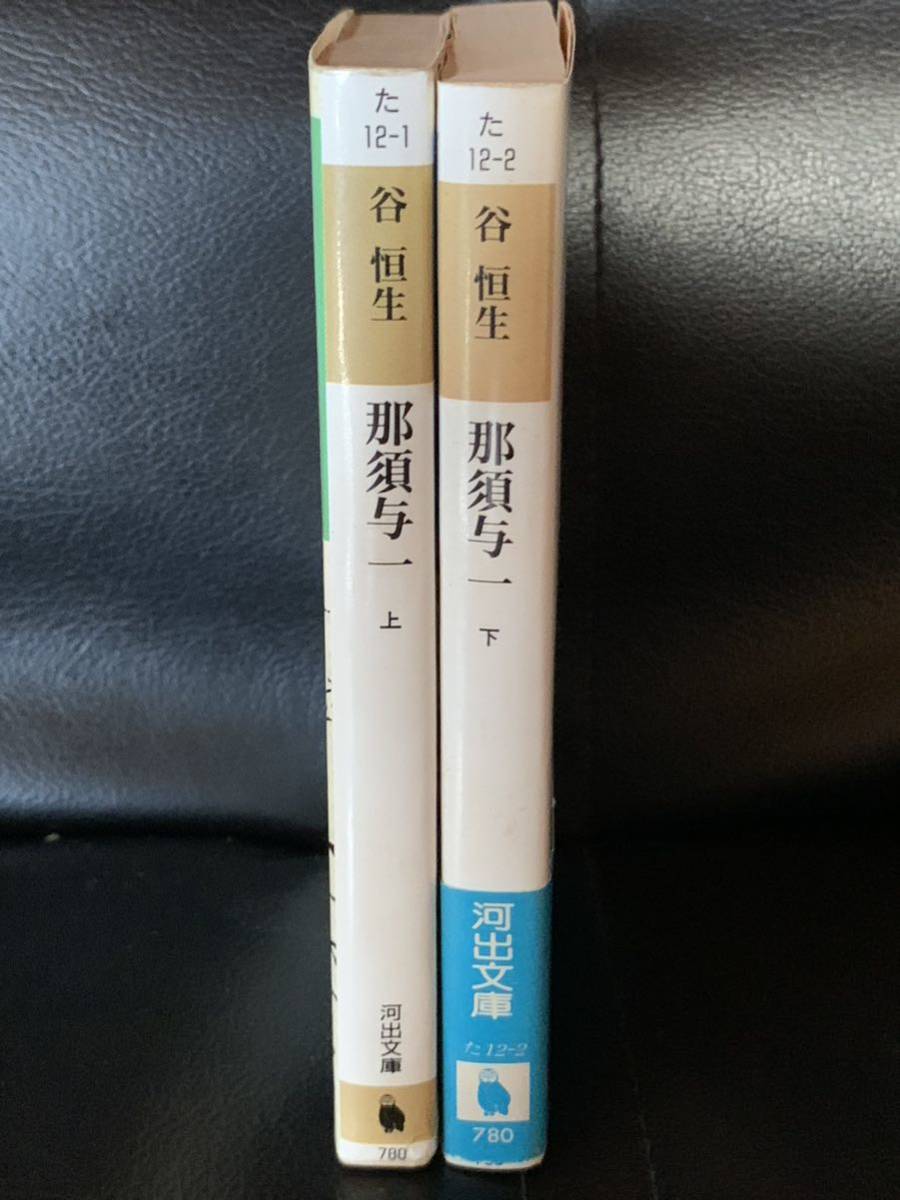 た
12-1
谷 恒生
那須与一
上
河出文庫
780
た
12-2
谷 恒生
那須与一
下
河出文庫
た 12-2
780